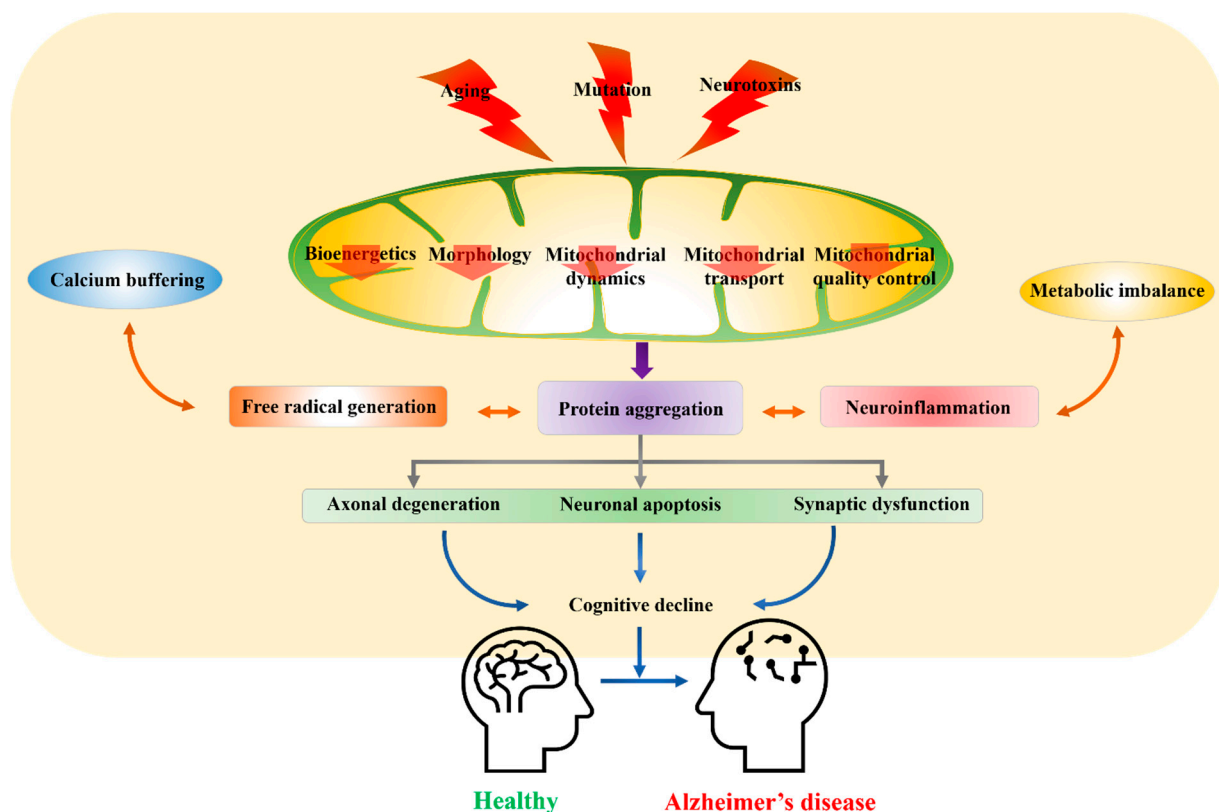 Aging
Mutation
Neurotoxins
Bioenergetics
Morphology
Mitochondrial
dynamics
Mitochondrial
transport
Mitochondrial
quality control
Calcium buffering
Metabolic imbalance
Free radical generation
Protein aggregation
Neuroinflammation
Axonal degeneration
Neuronal apoptosis
Synaptic dysfunction
Cognitive decline
Healthy
Alzheimer's disease